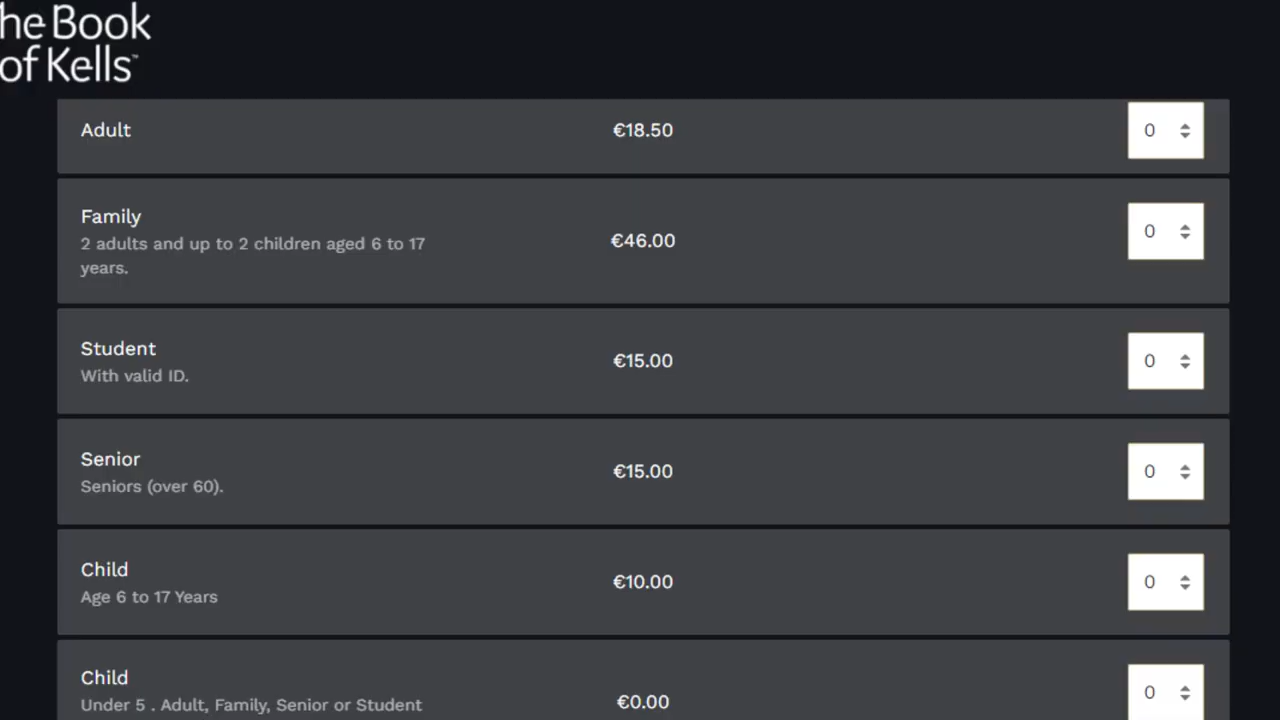 he Book
of Kells™
Adult €18.50 0
Family
2 adults and up to 2 children aged 6 to 17
years.
€46.00 0
Student
With valid ID.
€15.00 0
Senior
Seniors (over 60).
€15.00 0
Child
Age 6 to 17 Years
€10.00 0
Child
Under 5 . Adult, Family, Senior or Student
€0.00 0